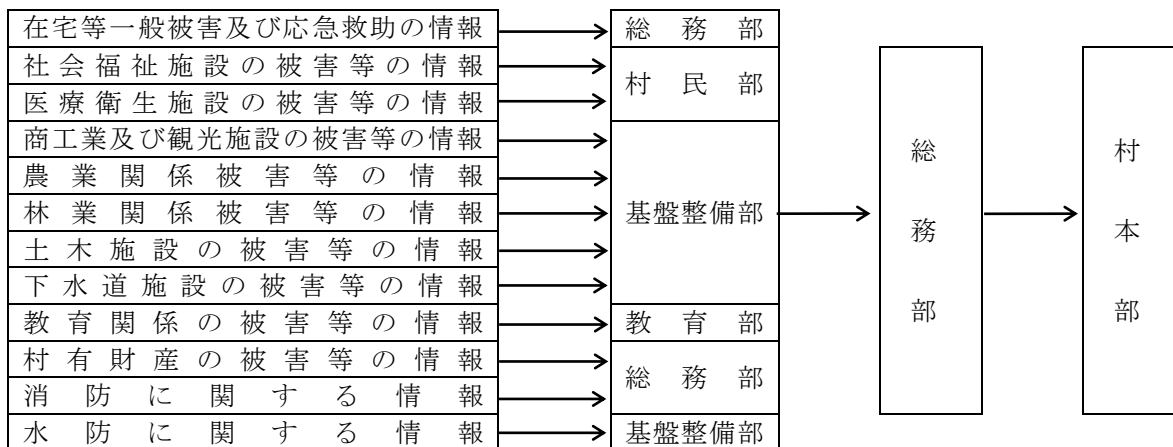 在宅等一般被害及び応急救助の情報
社会福祉施設の被害等の情報
医療衛生施設の被害等の情報
商工業及び観光施設の被害等の情報
農業関係被害等の情報
林業関係被害等の情報
土木施設の被害等の情報
下水道施設の被害等の情報
教育関係の被害等の情報
村有財産の被害等の情報
消防に関する情報
水防に関する情報
総務部
村民部
基盤整備部
教育部
総務部
基盤整備部
総務部
村本部